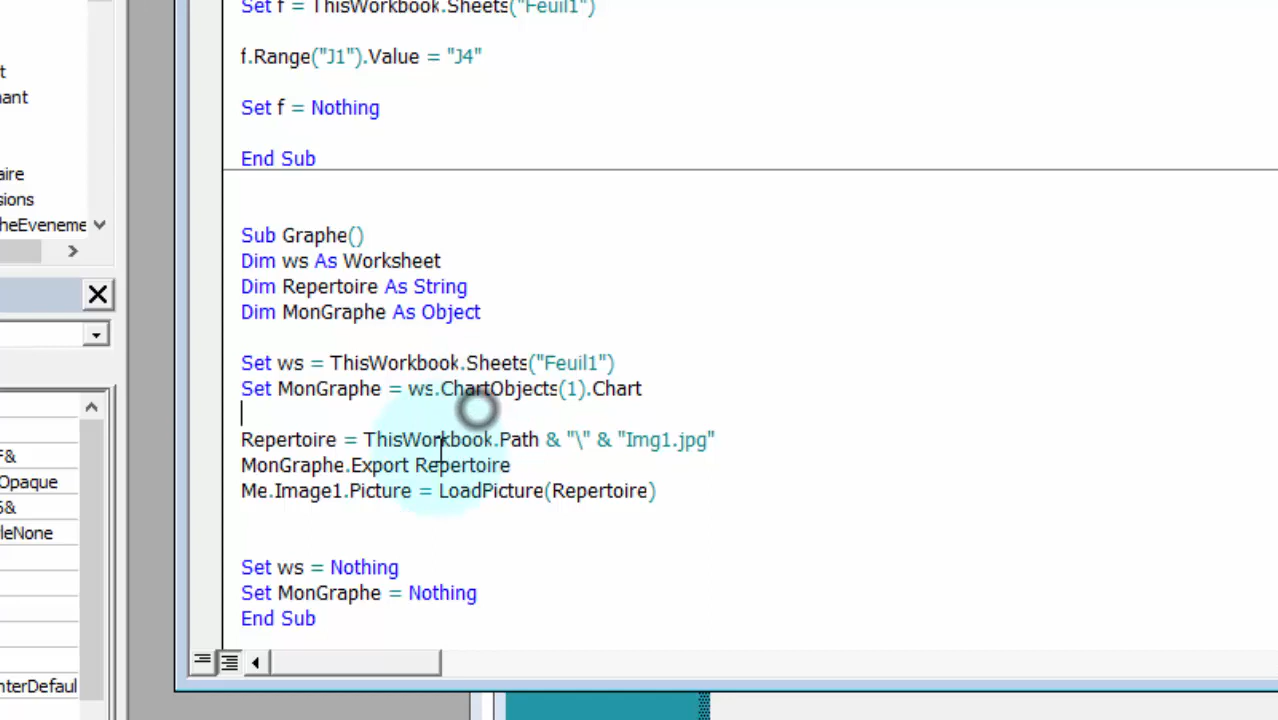 Set f = ThisWorkbook.Sheets("Feuil1")
f.Range("J1").Value = "J4"
Set f = Nothing
End Sub
Sub Graphe()
Dim ws As Worksheet
Dim Repertoire As String
Dim MonGraphe As Object
Set ws = ThisWorkbook.Sheets("Feuil1")
Set MonGraphe = ws.ChartObjects(1).Chart
Repertoire = ThisWorkbook.Path & "\" & "Img1.jpg"
MonGraphe.Export Repertoire
Me.Image1.Picture = LoadPicture(Repertoire)
Set ws = Nothing
Set MonGraphe = Nothing
End Sub
t
nant
aire
sions
heEveneme
F&
Opaque
leNone
nterDefaul